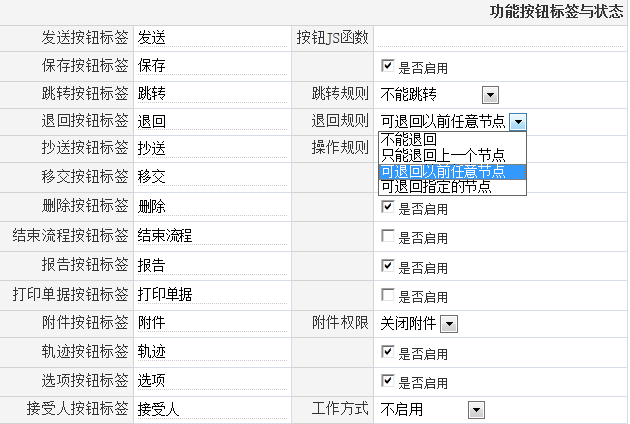 功能按钮标签与状态
发送按钮标签 发送 按钮JS函数
保存按钮标签 保存 是否启用
跳转按钮标签 跳转 跳转规则 不能跳转
退回按钮标签 退回 退回规则 可退回以前任意节点
不能退回
抄送按钮标签 抄送 操作规则 只能退回上一个节点
移交按钮标签 移交 可退回以前任意节点
可退回指定的节点
删除按钮标签 删除 是否启用
结束流程按钮标签 结束流程 是否启用
报告按钮标签 报告 是否启用
打印单据按钮标签 打印单据 是否启用
附件按钮标签 附件 附件权限 关闭附件
轨迹按钮标签 轨迹 是否启用
选项按钮标签 选项 是否启用
接受人按钮标签 接受人 工作方式 不启用